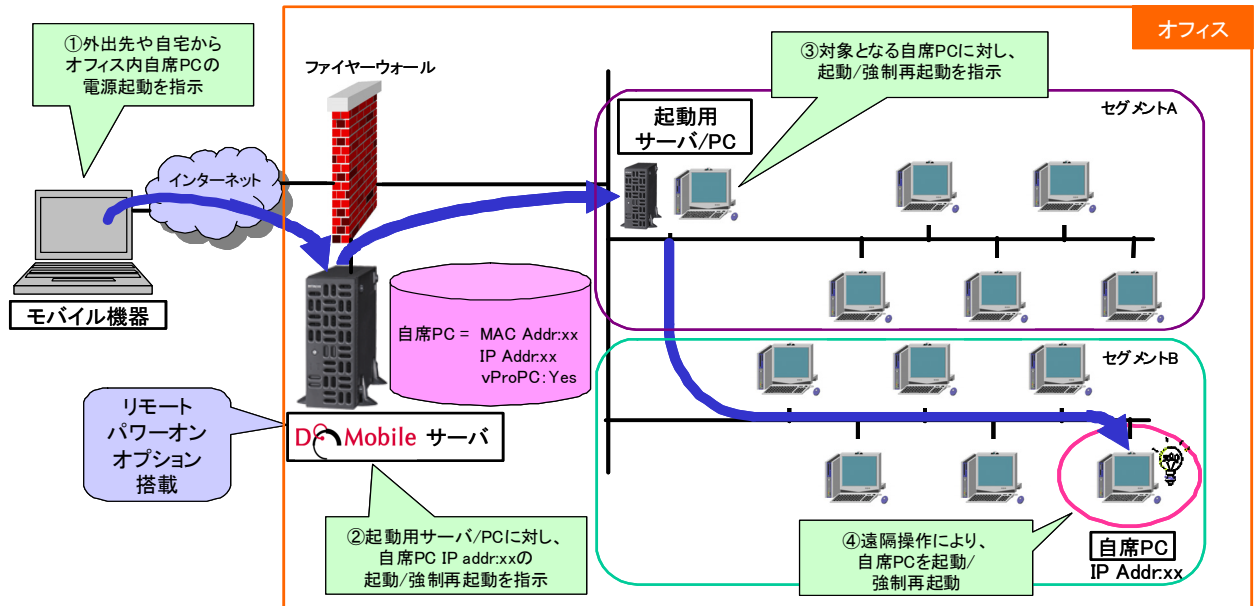 オフィス
①外出先や自宅から
オフィス内自席PCの
電源起動を指示
ファイヤーウォール
③対象となる自席PCに対し、
起動/強制再起動を指示
セグメントA
起動用
サーバ/PC
インターネット
モバイル機器
自席PC = MAC Addr:xx
IP Addr:xx
vProPC:Yes
セグメントB
リモート
パワーオン
オプション
搭載
DoMobile サーバ
②起動用サーバ/PCに対し、
自席PC IP addr:xxの
起動/強制再起動を指示
④遠隔操作により、
自席PCを起動/
強制再起動
自席PC
IP Addr:xx